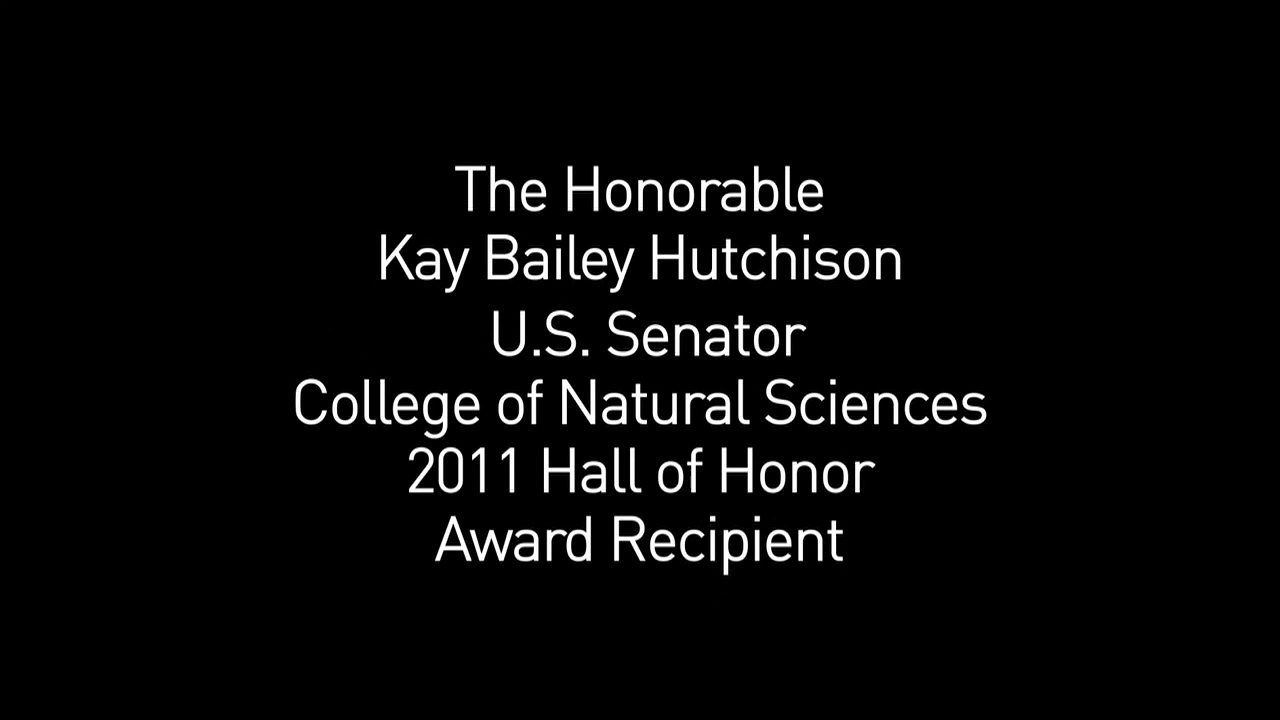 The Honorable
Kay Bailey Hutchison
U.S. Senator
College of Natural Sciences
2011 Hall of Honor
Award Recipient